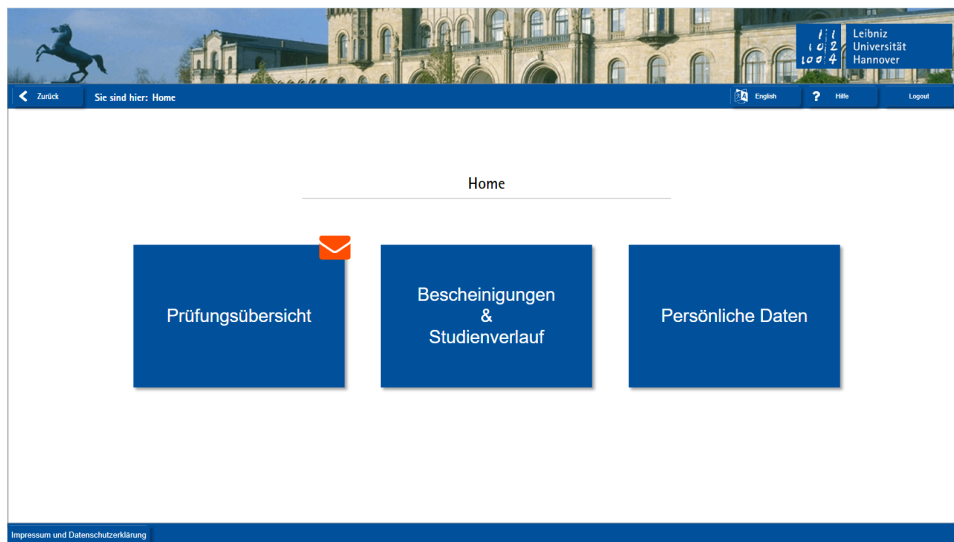 Leibniz
Universität
Hannover
Zurück
Sie sind hier: Home
English
? Hilfe
Logout
Home
Prüfungsübersicht
Bescheinigungen
&
Studienverlauf
Persönliche Daten
Impressum und Datenschutzerklärung